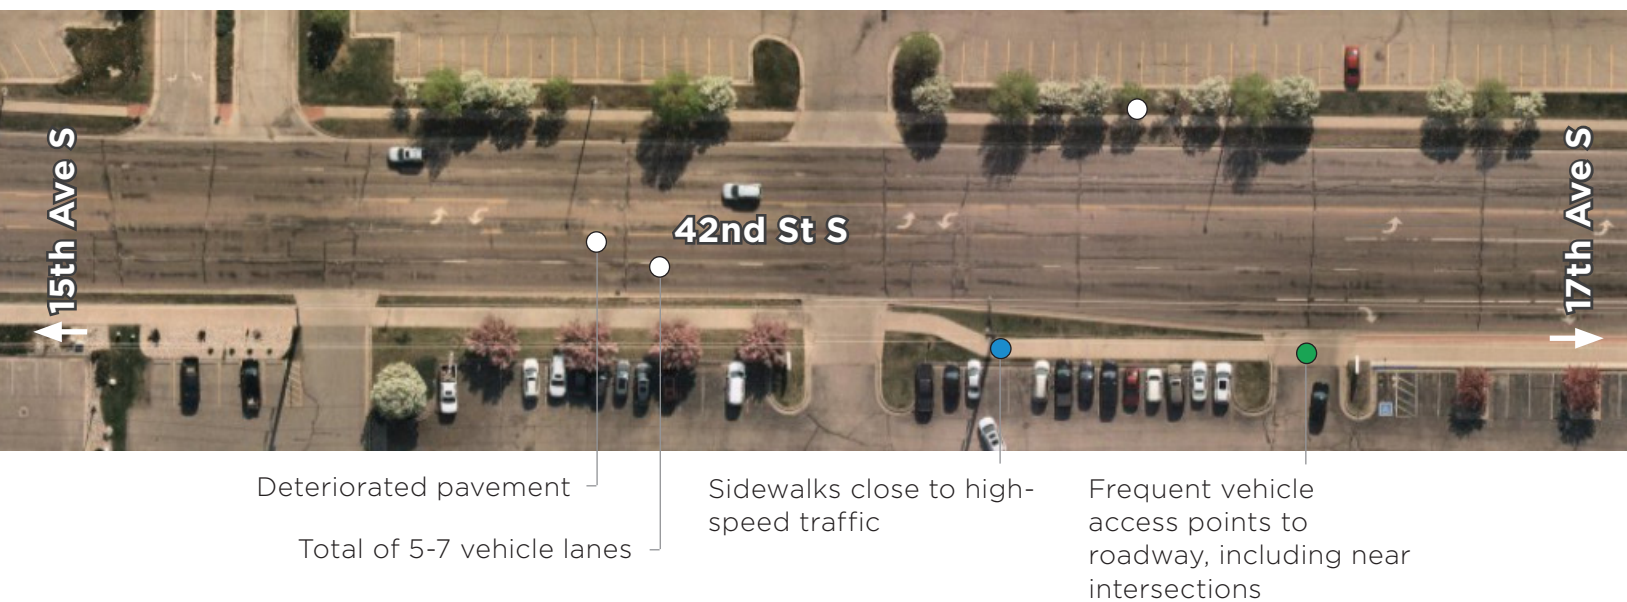 15th Ave S
42nd St S
17th Ave S
Deteriorated pavement
Total of 5-7 vehicle lanes
Sidewalks close to high-
speed traffic
Frequent vehicle
access points to
roadway, including near
intersections